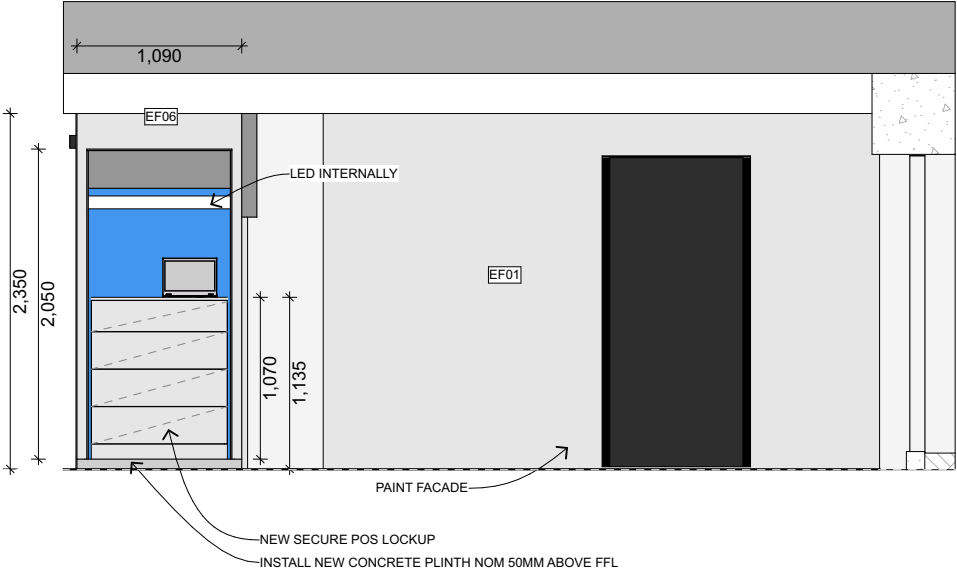 1,090
EF06
LED INTERNALLY
2,350
2,050
EF01
1,070
1,135
PAINT FACADE
NEW SECURE POS LOCKUP
INSTALL NEW CONCRETE PLINTH NOM 50MM ABOVE FFL